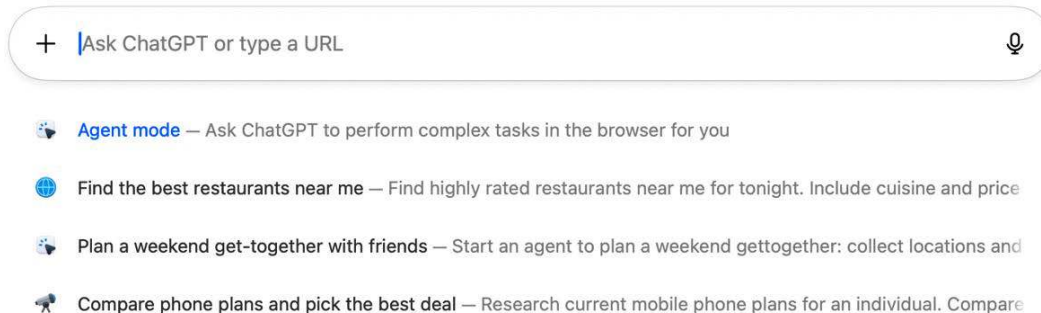 Ask ChatGPT or type a URL
Agent mode — Ask ChatGPT to perform complex tasks in the browser for you
Find the best restaurants near me — Find highly rated restaurants near me for tonight. Include cuisine and price
Plan a weekend get-together with friends — Start an agent to plan a weekend gettogether: collect locations and
Compare phone plans and pick the best deal — Research current mobile phone plans for an individual. Compare